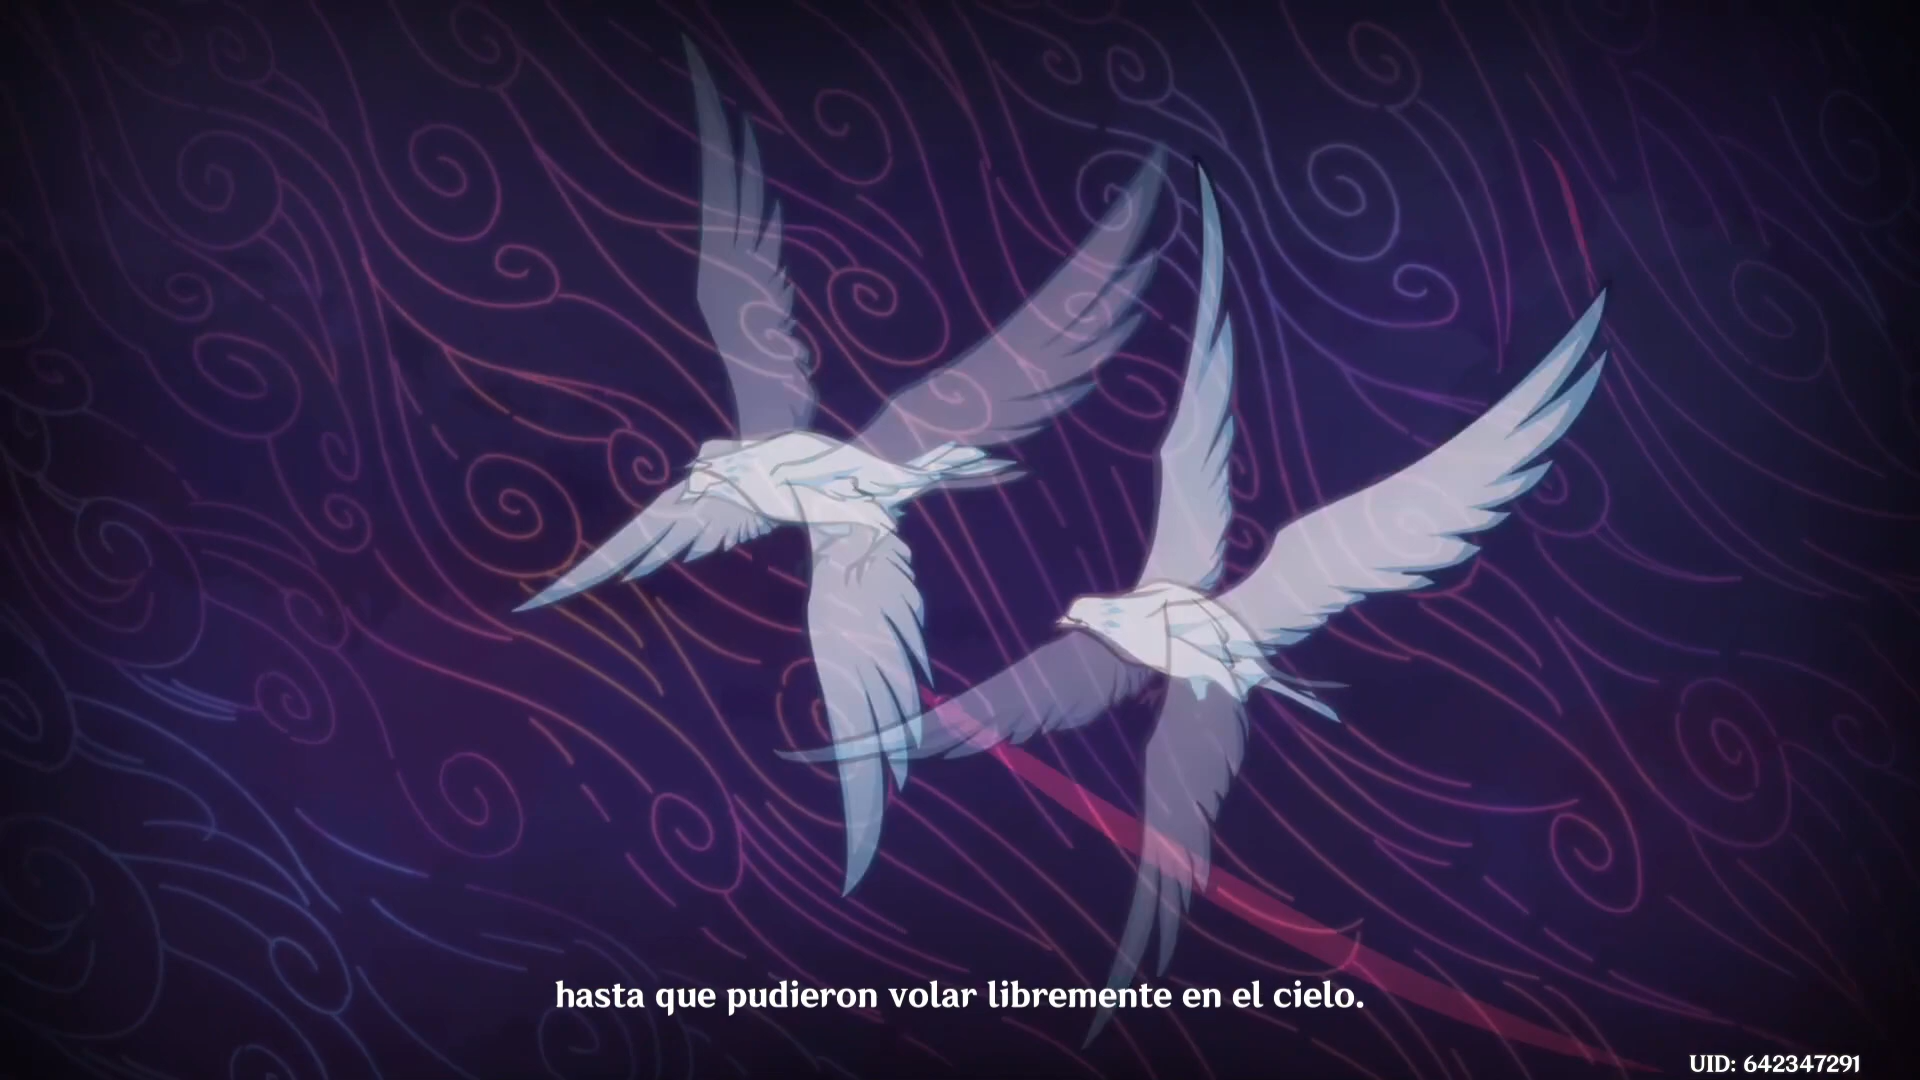 hasta que pudieron volar libremente en el cielo.
UID: 642347291